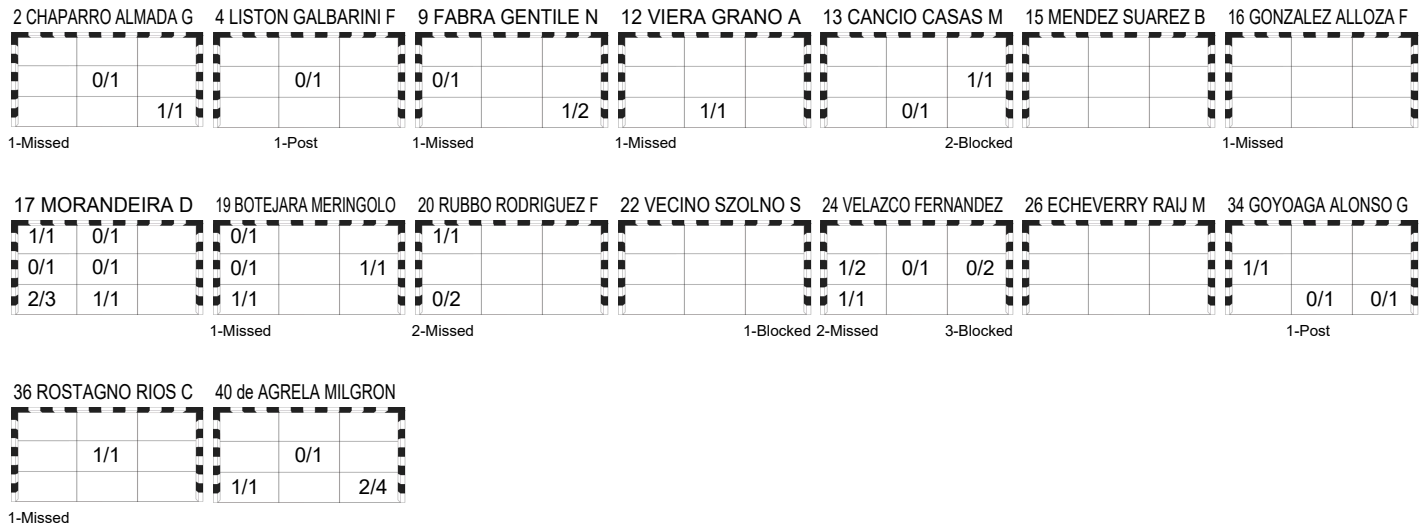 2 CHAPARRO ALMADA G 4 LISTON GALBARINI F 9 FABRA GENTILE N 12 VIERA GRANO A 13 CANCIO CASAS M 15 MENDEZ SUAREZ B 16 GONZALEZ ALLOZA F
0/1 0/1 0/1 1/1
1/1 1/2 1/1 0/1
1-Missed 1-Post 1-Missed 1-Missed 2-Blocked 1-Missed
17 MORANDEIRA D 19 BOTEJARA MERINGOLO 20 RUBBO RODRIGUEZ F 22 VECINO SZOLNO S 24 VELAZCO FERNANDEZ 26 ECHEVERRY RAIJ M 34 GOYOAGA ALONSO G
1/1 0/1 0/1 1/1
0/1 0/1 0/1 1/1 1/2 0/1 0/2 1/1
2/3 1/1 1/1 0/2 1/1 0/1 0/1
1-Missed 2-Missed 1-Blocked 2-Missed 3-Blocked 1-Post
36 ROSTAGNO RIOS C 40 de AGRELA MILGRON
1/1 0/1
1/1 2/4
1-Missed